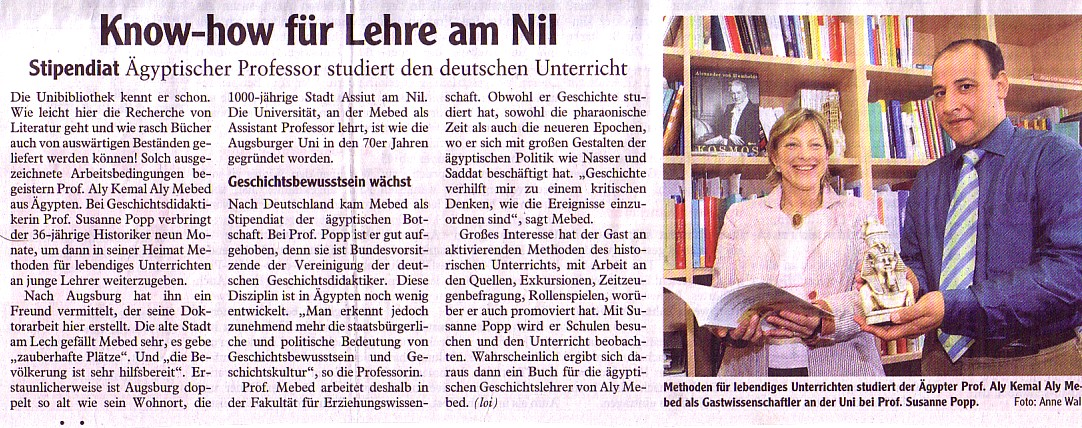 Know-how für Lehre am Nil
Stipendiat Ägyptischer Professor studiert den deutschen Unterricht
Die Unibibliothek kennt er schon.
Wie leicht hier die Recherche von
Literatur geht und wie rasch Bücher
auch von auswärtigen Beständen ge-
liefert werden können! Solch ausge-
zeichnete Arbeitsbedingungen be-
geistern Prof. Aly Kemal Aly Mebed
aus Ägypten. Bei Geschichtsdidakti-
kerin Prof. Susanne Popp verbringt
der 36-jährige Historiker neun Mo-
nate, um dann in seiner Heimat Me-
thoden für lebendiges Unterrichten
an junge Lehrer weiterzugeben.
Nach Augsburg hat ihn ein
Freund vermittelt, der seine Dok-
torarbeit hier erstellt. Die alte Stadt
am Lech gefällt Mebed sehr, es gebe
„zauberhafte Plätze“. Und „die Be-
völkerung ist sehr hilfsbereit“. Er-
staunlicherweise ist Augsburg dop-
pelt so alt wie sein Wohnort, die
1000-jährige Stadt Assiut am Nil.
Die Universität, an der Mebed als
Assistant Professor lehrt, ist wie die
Augsburger Uni in den 70er Jahren
gegründet worden.
Geschichtsbewusstsein wächst
Nach Deutschland kam Mebed als
Stipendiat der ägyptischen Bot-
schaft. Bei Prof. Popp ist er gut auf-
gehoben, denn sie ist Bundesvorsit-
zende der Vereinigung der deut-
schen Geschichtsdidaktiker. Diese
Disziplin ist in Ägypten noch wenig
entwickelt. „Man erkennt jedoch
zunehmend mehr die staatsbürgerli-
che und politische Bedeutung von
Geschichtsbewusstsein und Ge-
schichtskultur“, so die Professorin.
Prof. Mebed arbeitet deshalb in
der Fakultät für Erziehungswissen-
schaft. Obwohl er Geschichte stu-
diert hat, sowohl die pharaonische
Zeit als auch die neueren Epochen,
wo er sich mit großen Gestalten der
ägyptischen Politik wie Nasser und
Saddat beschäftigt hat. „Geschichte
verhilft mir zu einem kritischen
Denken, wie die Ereignisse einzu-
ordnen sind“, sagt Mebed.
Großes Interesse hat der Gast an
aktivierenden Methoden des histo-
rischen Unterrichts, mit Arbeit an
den Quellen, Exkursionen, Zeitzeu-
genbefragung, Rollenspielen, worü-
ber er auch promoviert hat. Mit Su-
sanne Popp wird er Schulen besu-
chen und den Unterricht beobach-
ten. Wahrscheinlich ergibt sich da-
raus dann ein Buch für die ägypti-
schen Geschichtslehrer von Aly Me-
bed. (loi)
Alexander von Humboldt
KOSMOS
Methoden für lebendiges Unterrichten studiert der Ägypter Prof. Aly Kemal Aly Me-
bed als Gastwissenschaftler an der Uni bei Prof. Susanne Popp. Foto: Anne Wal